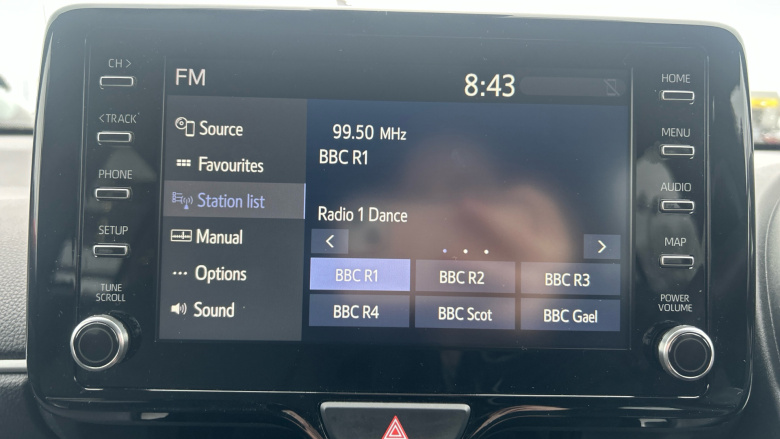 CH >
<TRACK
PHONE
SETUP
TUNE
SCROLL
FM
8:43
Source
Favourites
Station list
Manual
Options
Sound
99.50 MHz
BBC R1
Radio 1 Dance
< >
BBC R1 BBC R2 BBC R3
BBC R4 BBC Scot BBC Gael
HOME
MENU
AUDIO
MAP
POWER
VOLUME